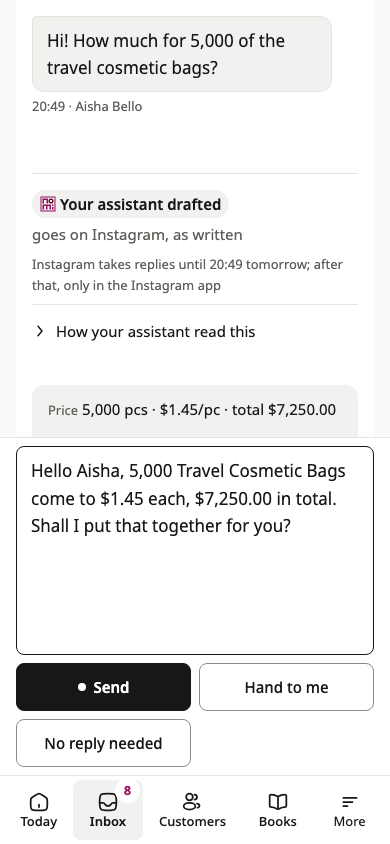 Hi! How much for 5,000 of the
travel cosmetic bags?
20:49 · Aisha Bello
Your assistant drafted
goes on Instagram, as written
Instagram takes replies until 20:49 tomorrow; after
that, only in the Instagram app
How your assistant read this
Price 5,000 pcs · $1.45/pc · total $7,250.00
Hello Aisha, 5,000 Travel Cosmetic Bags
come to $1.45 each, $7,250.00 in total.
Shall I put that together for you?
Send
Hand to me
No reply needed
8
Today
Inbox
Customers
Books
More